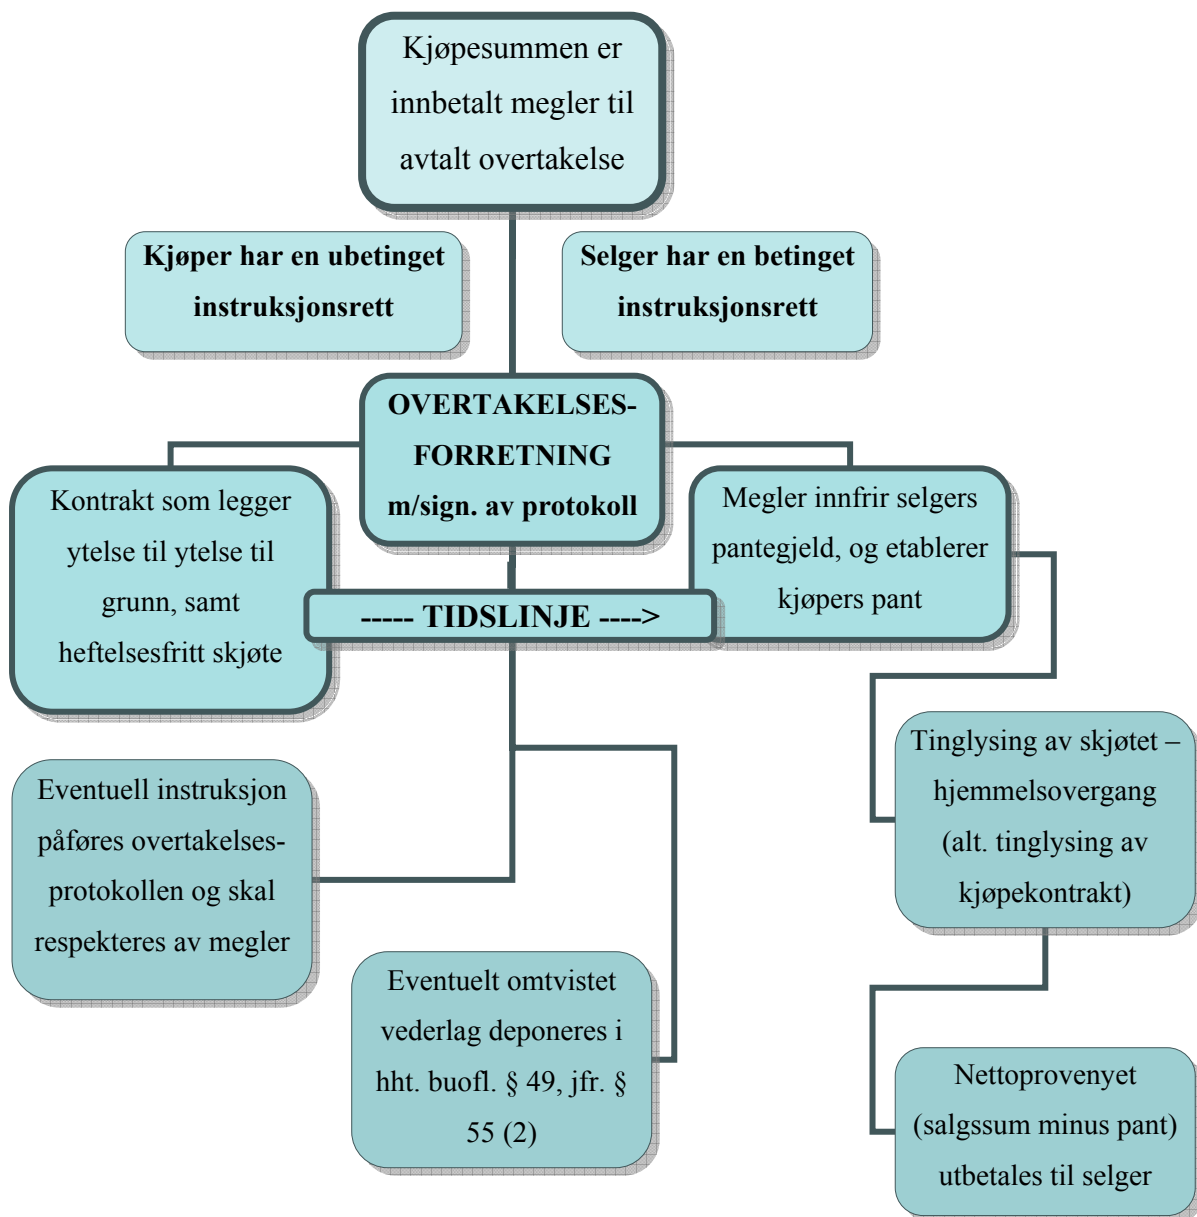 Kjøpesummen er
innbetalt megler til
avtalt overtakelse
Kjøper har en ubetinget
instruksjonsrett
Selger har en betinget
instruksjonsrett
OVERTAKELSES-
FORRETNING
m/sign. av protokoll
Kontrakt som legger
ytelse til ytelse til
grunn, samt
heftelsesfritt skjøte
Megler innfrir selgers
pantegjeld, og etablerer
kjøpers pant
----- TIDSLINJE ---->
Tinglysing av skjøtet –
hjemmelsovergang
(alt. tinglysing av
kjøpekontrakt)
Eventuell instruksjon
påføres overtakelses-
protokollen og skal
respekteres av megler
Eventuelt omtvistet
vederlag deponeres i
hht. buofl. § 49, jfr. §
55 (2)
Nettoprovenyet
(salgssum minus pant)
utbetales til selger